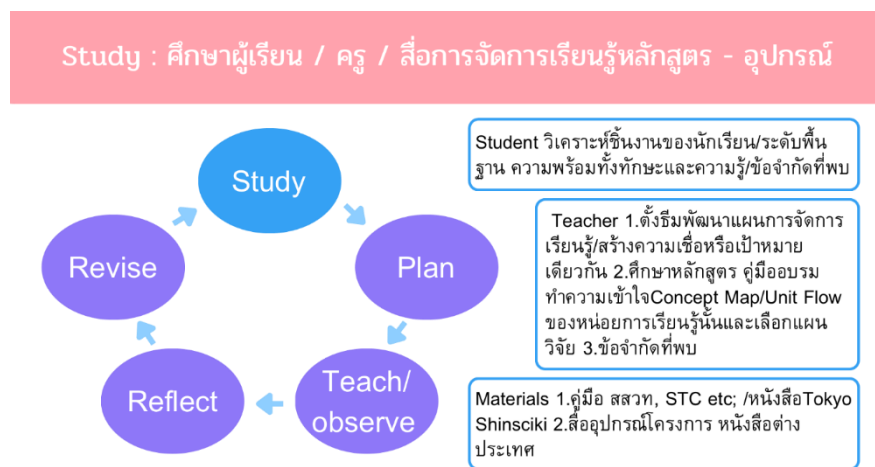 Study : ศึกษาผู้เรียน / ครู / สื่อการจัดการเรียนรู้หลักสูตร - อุปกรณ์
Study
Plan
Teach/
observe
Reflect
Revise
Student วิเคราะห์ชิ้นงานของนักเรียน/ระดับพื้น
ฐาน ความพร้อมทั้งทักษะและความรู้/ข้อจำกัดที่พบ
Teacher 1.ตั้งธีมพัฒนาแผนการจัดการ
เรียนรู้/สร้างความเชื่อหรือเป้าหมาย
เดียวกัน 2.ศึกษาหลักสูตร คู่มืออบรม
ทำความเข้าใจConcept Map/Unit Flow
ของหน่อยการเรียนรู้นั้นและเลือกแผน
วิจัย 3.ข้อจำกัดที่พบ
Materials 1.คู่มือ สสวท, STC etc; /หนังสือTokyo
Shinsciki 2.สื่ออุปกรณ์โครงการ หนังสือต่าง
ประเทศ